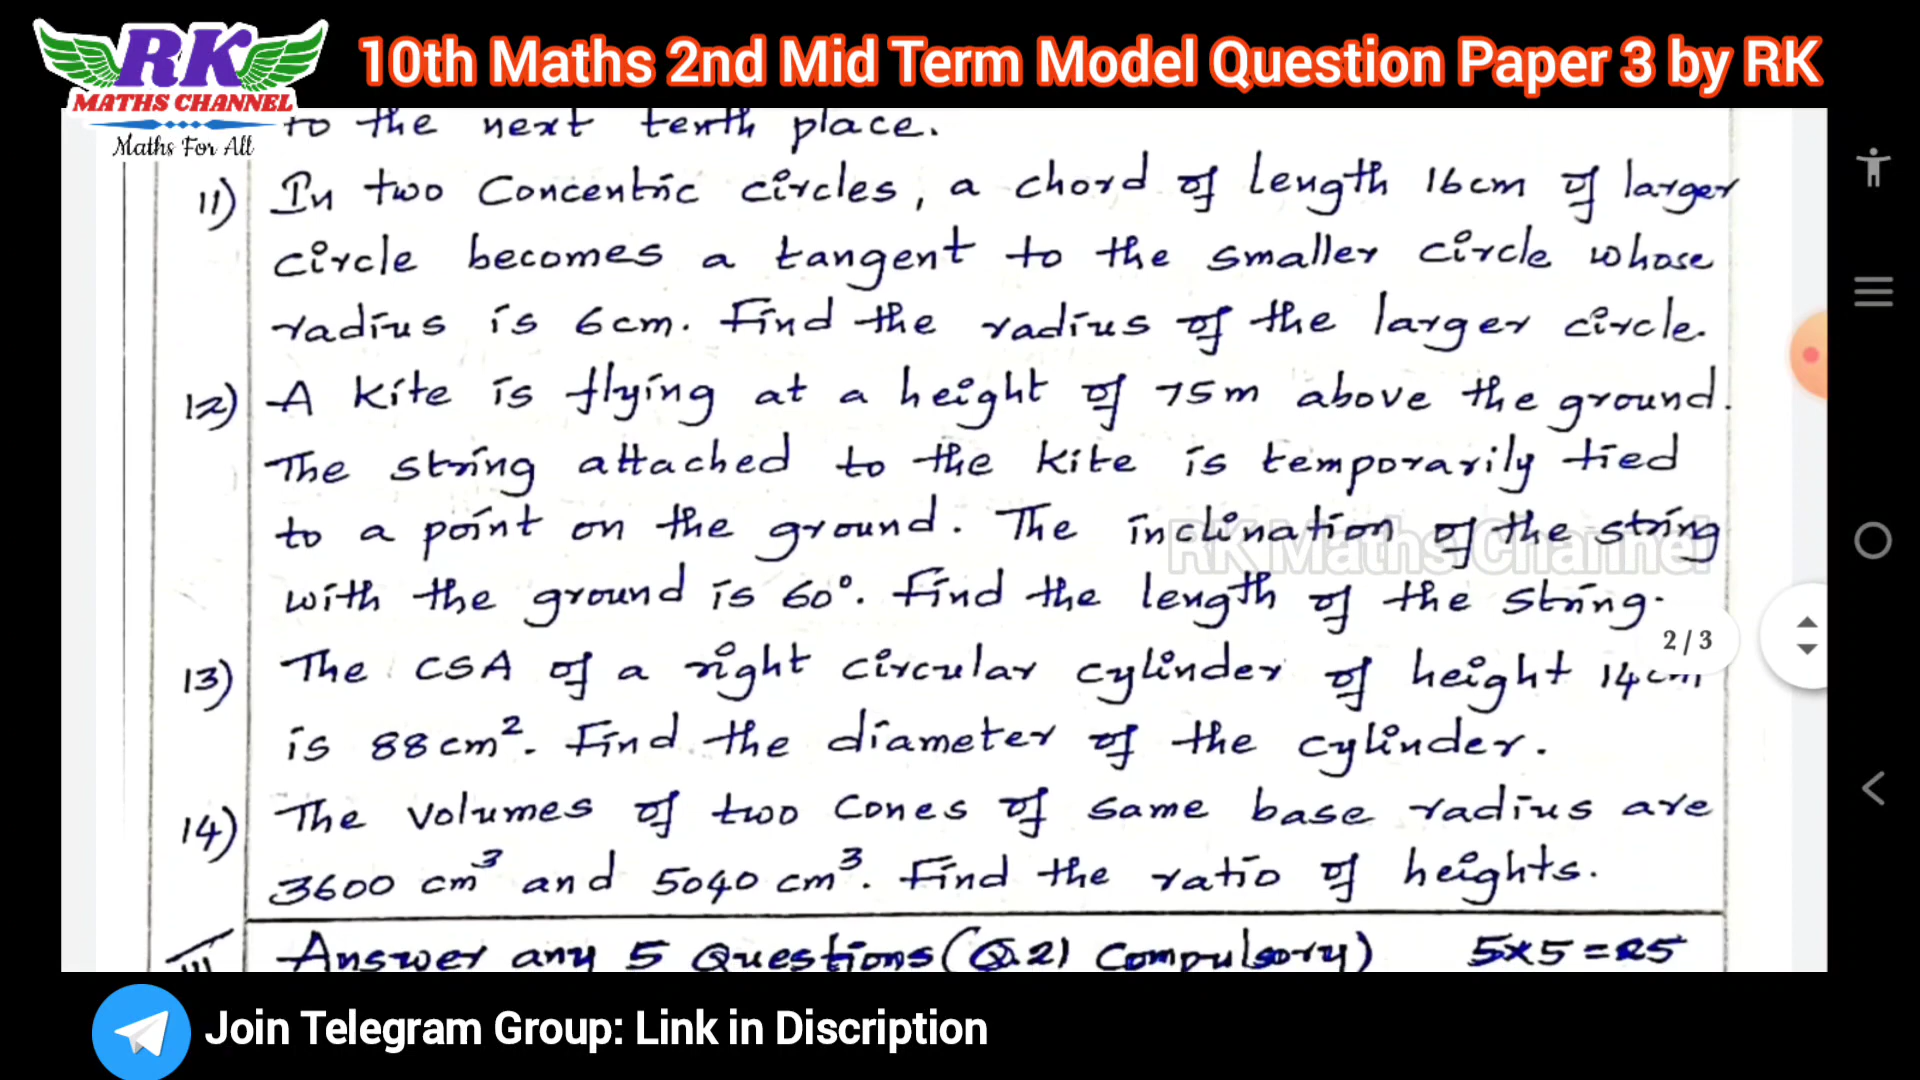 RK
MATHS CHANNEL
Maths For All
10th Maths 2nd Mid Term Model Question Paper 3 by RK
to the next tenth place.
11) In two Concentric circles, a chord of length 16cm of larger
circle becomes a tangent to the smaller circle whose
radius is 6cm. Find the radius of the larger circle.
12) A kite is flying at a height of 75m above the ground.
The string attached to the kite is temporarily tied
to a point on the ground. The inclination of the string
RK Maths Channel
with the ground is 60°. Find the length of the string.
2/3
13) The CSA of a right circular cylinder of height 14cm
is 88cm². Find the diameter of the cylinder.
14) The volumes of two cones of same base radius are
3600 cm³ and 5040 cm³. Find the ratio of heights.
III Answer any 5 Questions (Q.21 Compulsory) 5×5=25
Join Telegram Group: Link in Discription